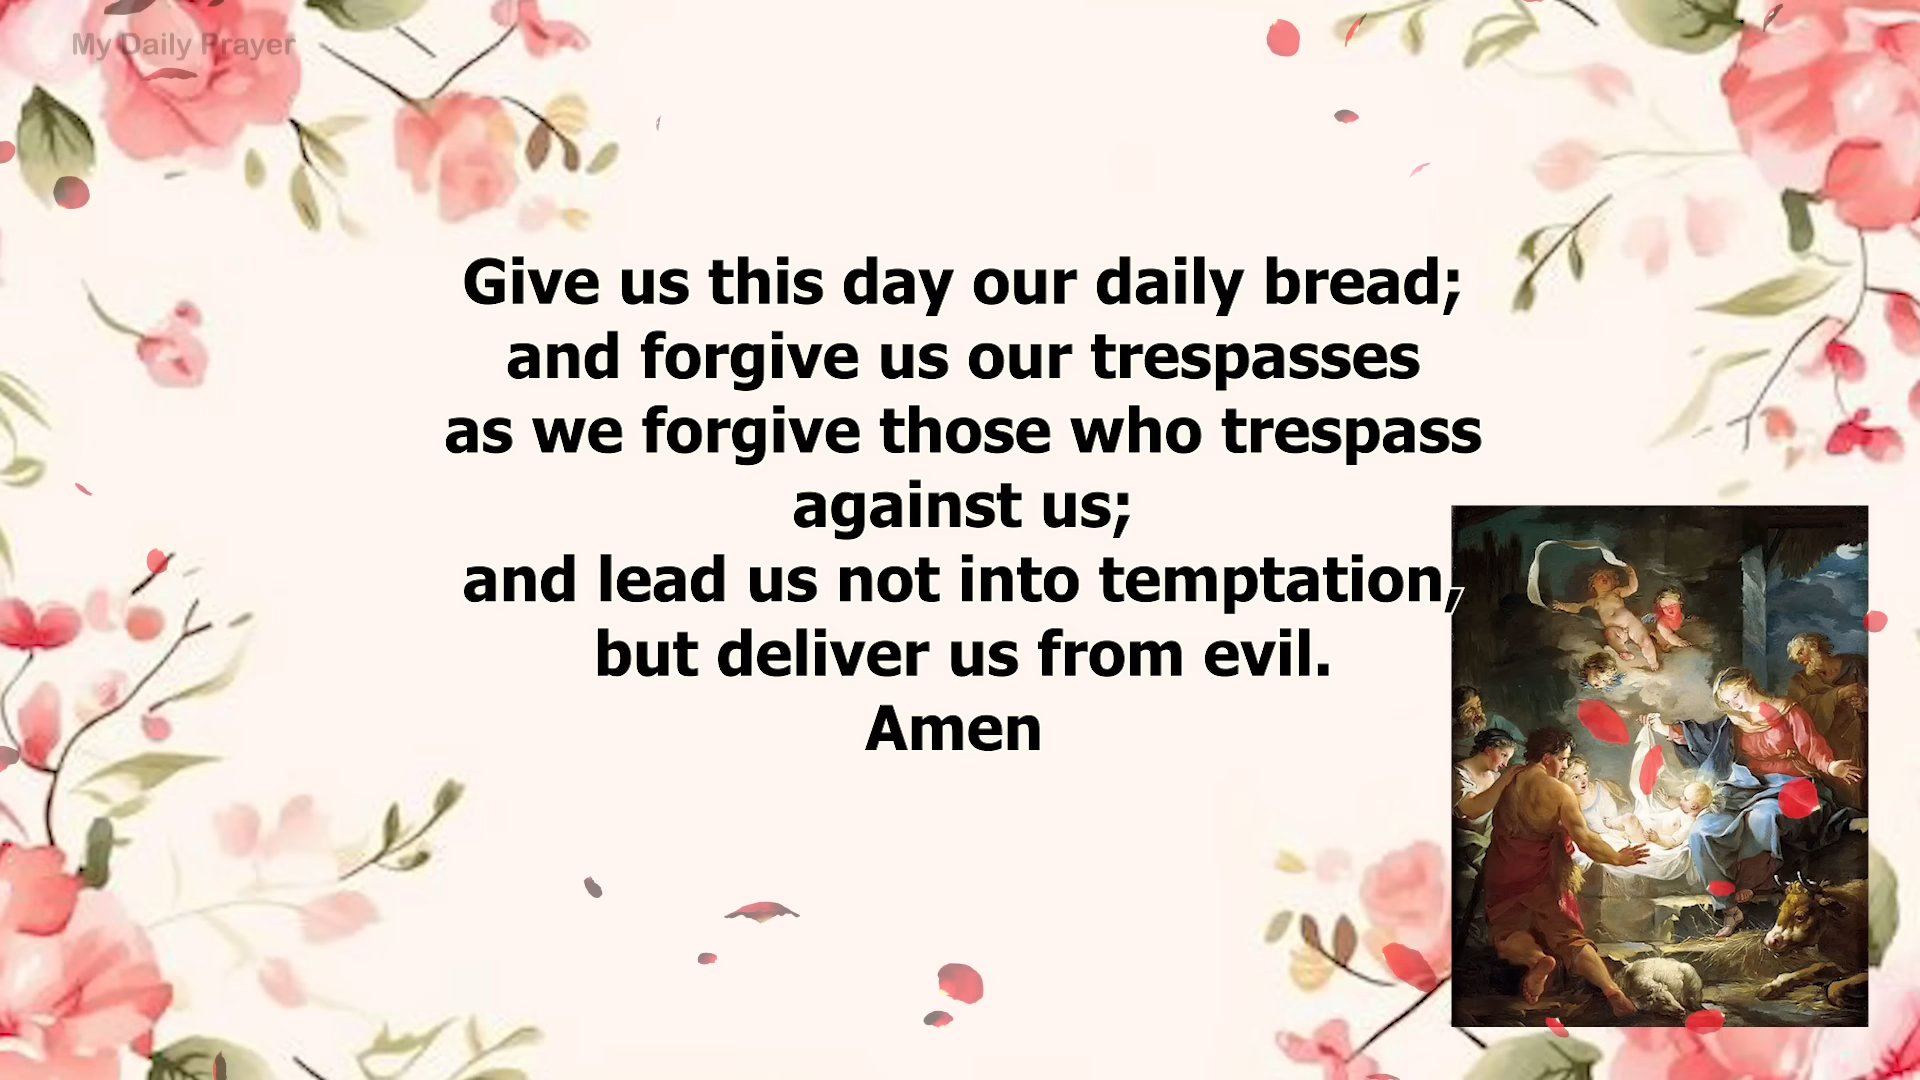 My Daily Prayer
Give us this day our daily bread;
and forgive us our trespasses
as we forgive those who trespass
against us;
and lead us not into temptation,
but deliver us from evil.
Amen